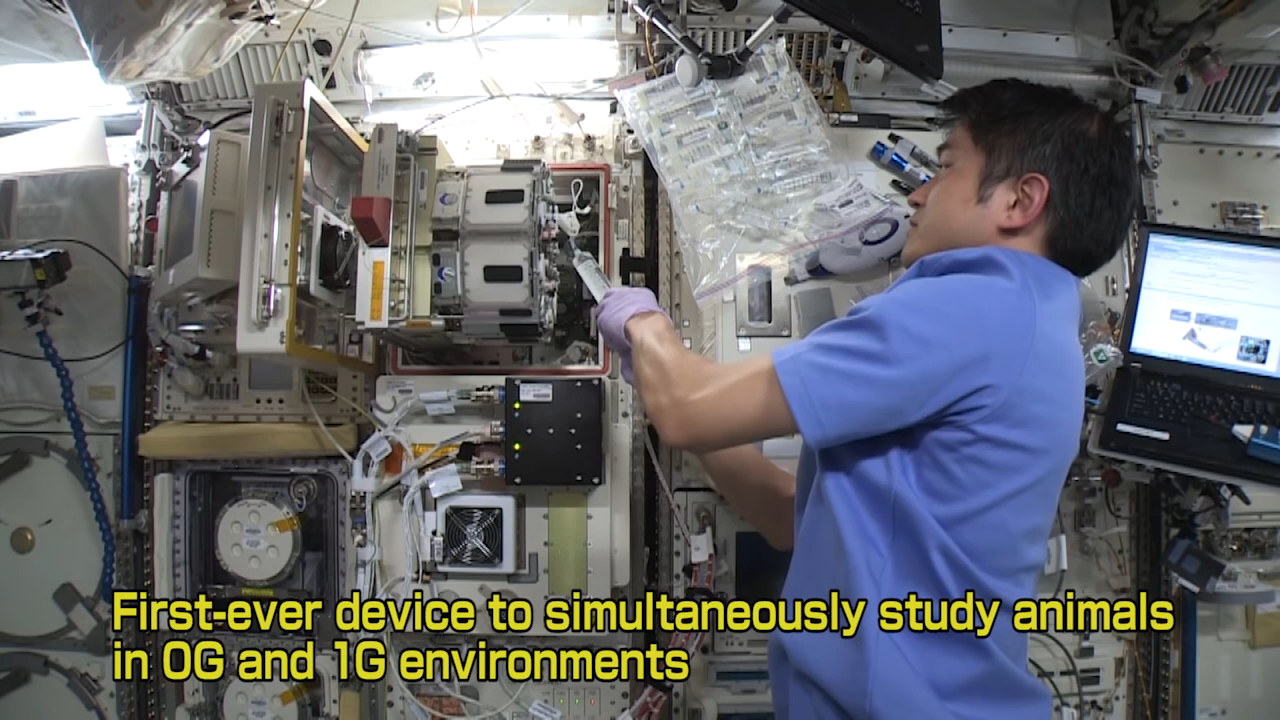 First-ever device to simultaneously study animals
in 0G and 1G environments